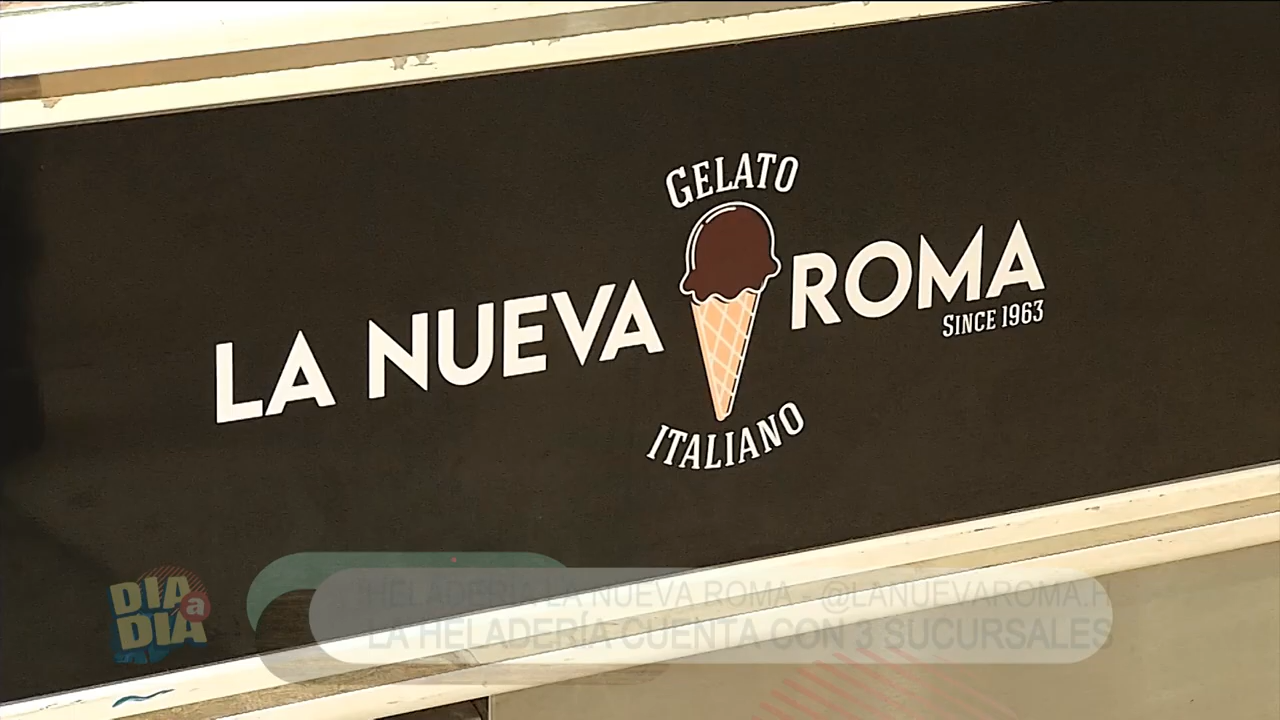 GELATO
LA NUEVA ROMA
SINCE 1963
ITALIANO
DIA a DIA
HELADERÍA LA NUEVA ROMA - @LANUEVAROMA.H
LA HELADERÍA CUENTA CON 3 SUCURSALES